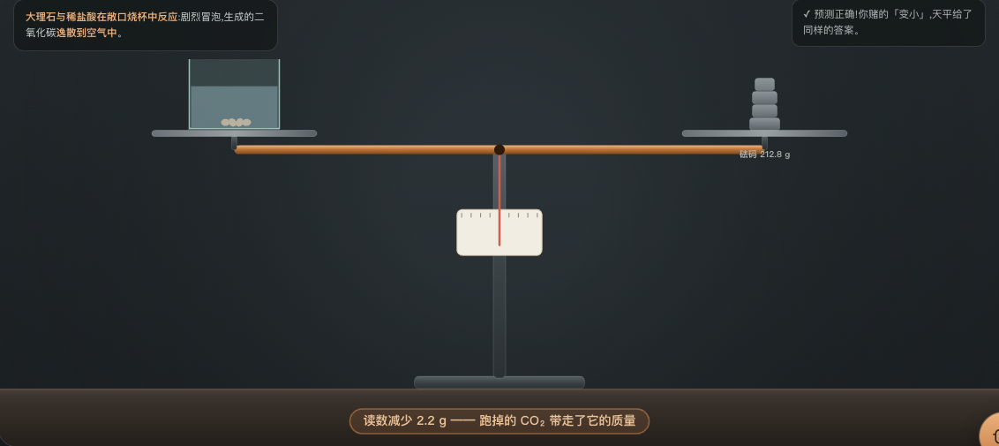 大理石与稀盐酸在敞口烧杯中反应:剧烈冒泡,生成的二
氧化碳逸散到空气中。
✓ 预测正确!你赌的「变小」,天平给了
同样的答案。
砝码 212.8 g
读数减少 2.2 g —— 跑掉的 CO₂ 带走了它的质量